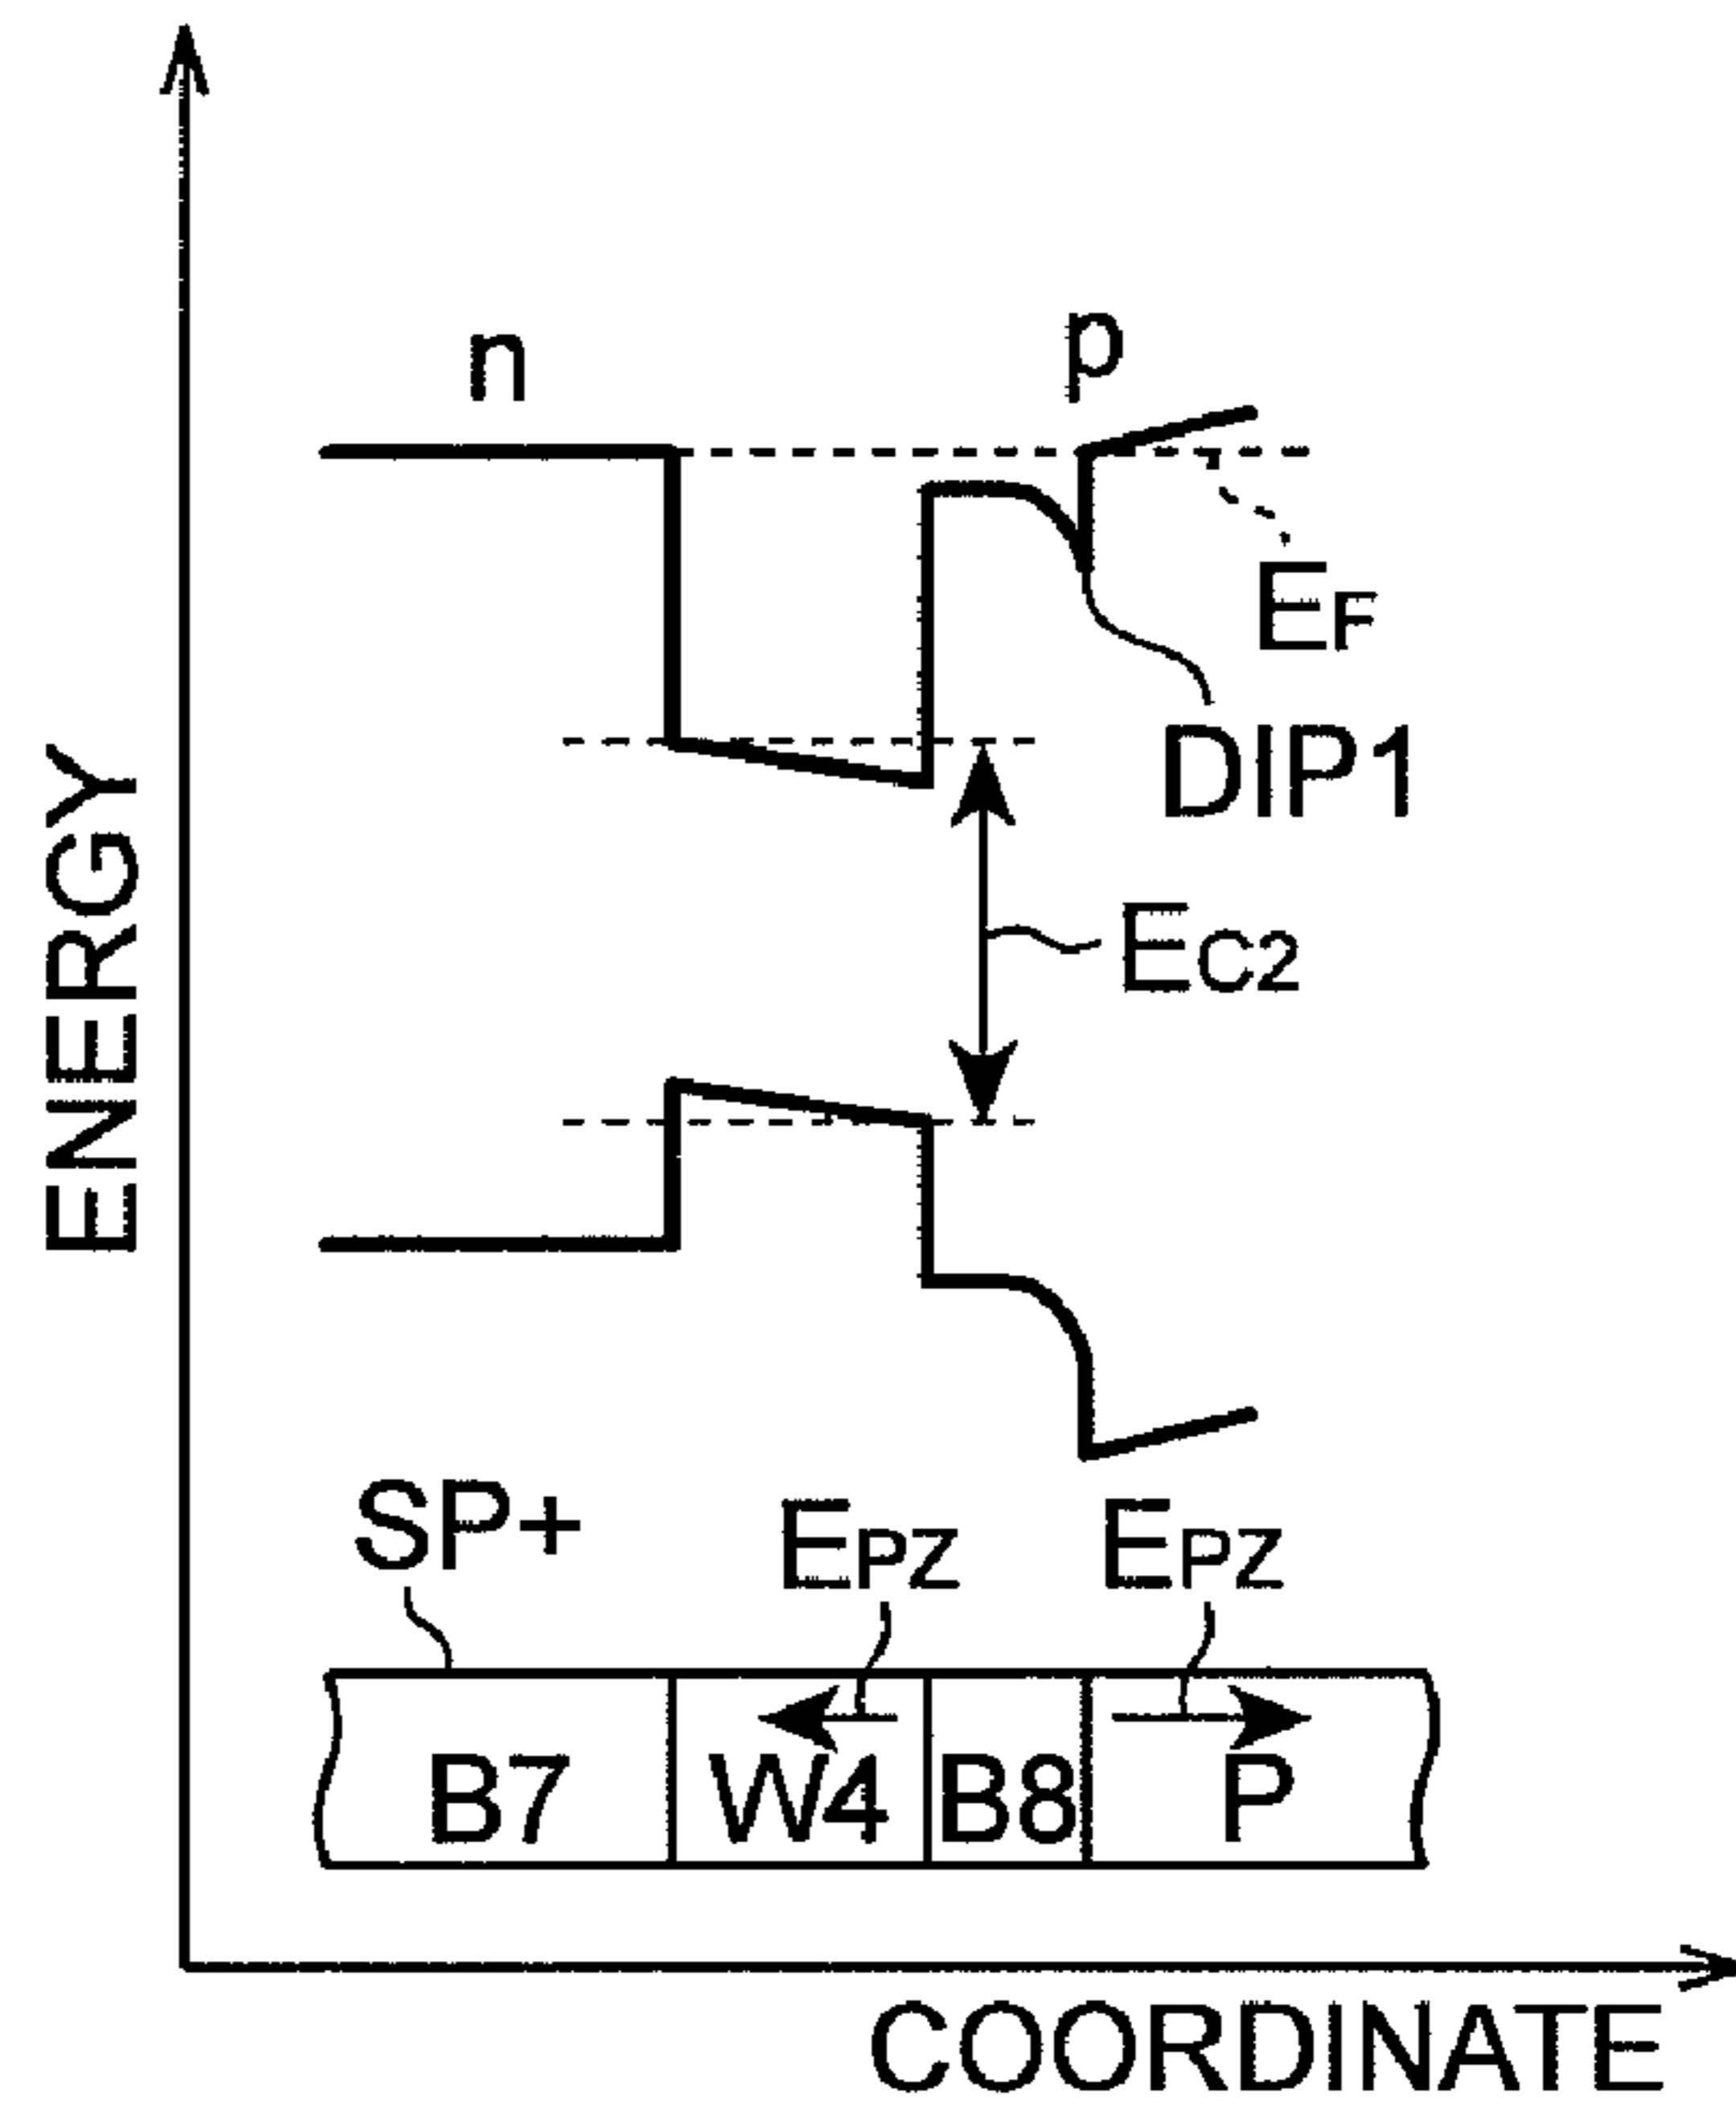 n
p
EF
DIP1
EC2
ENERGY
SP+
EPZ
EPZ
B7
W4
B8
P
COORDINATE